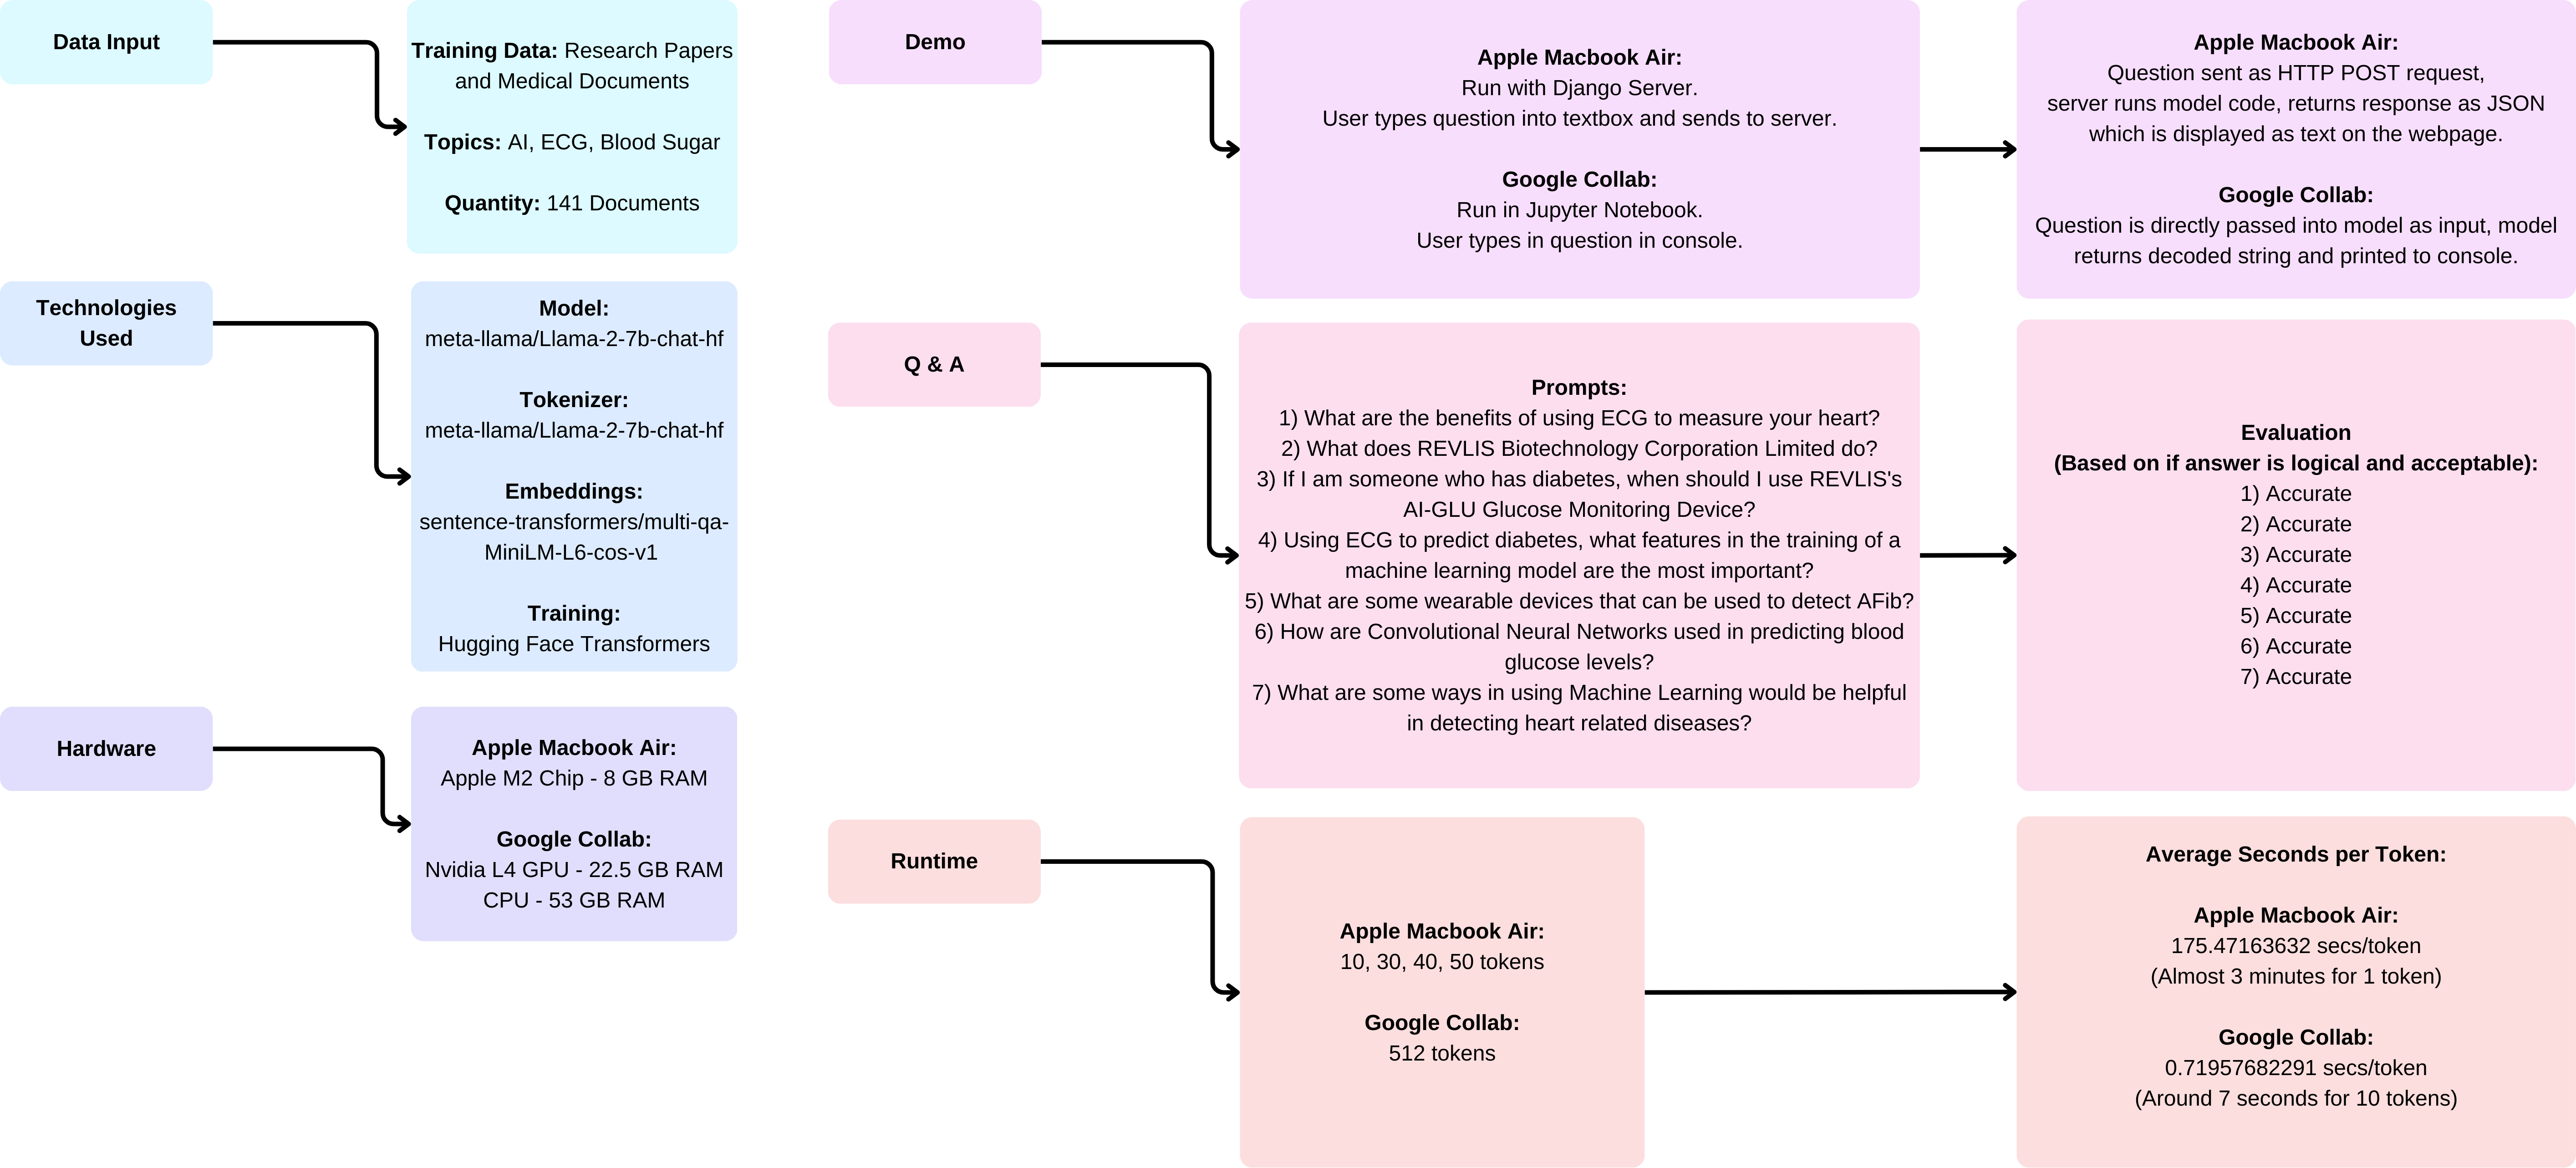 Data Input
Training Data: Research Papers
and Medical Documents
Topics: AI, ECG, Blood Sugar
Quantity: 141 Documents
Technologies
Used
Model:
meta-llama/Llama-2-7b-chat-hf
Tokenizer:
meta-llama/Llama-2-7b-chat-hf
Embeddings:
sentence-transformers/multi-qa-
MiniLM-L6-cos-v1
Training:
Hugging Face Transformers
Hardware
Apple Macbook Air:
Apple M2 Chip - 8 GB RAM
Google Collab:
Nvidia L4 GPU - 22.5 GB RAM
CPU - 53 GB RAM
Demo
Apple Macbook Air:
Run with Django Server.
User types question into textbox and sends to server.
Google Collab:
Run in Jupyter Notebook.
User types in question in console.
Apple Macbook Air:
Question sent as HTTP POST request,
server runs model code, returns response as JSON
which is displayed as text on the webpage.
Google Collab:
Question is directly passed into model as input, model
returns decoded string and printed to console.
Q & A
Prompts:
1) What are the benefits of using ECG to measure your heart?
2) What does REVLIS Biotechnology Corporation Limited do?
3) If I am someone who has diabetes, when should I use REVLIS's
AI-GLU Glucose Monitoring Device?
4) Using ECG to predict diabetes, what features in the training of a
machine learning model are the most important?
5) What are some wearable devices that can be used to detect AFib?
6) How are Convolutional Neural Networks used in predicting blood
glucose levels?
7) What are some ways in using Machine Learning would be helpful
in detecting heart related diseases?
Evaluation
(Based on if answer is logical and acceptable):
1) Accurate
2) Accurate
3) Accurate
4) Accurate
5) Accurate
6) Accurate
7) Accurate
Runtime
Apple Macbook Air:
10, 30, 40, 50 tokens
Google Collab:
512 tokens
Average Seconds per Token:
Apple Macbook Air:
175.47163632 secs/token
(Almost 3 minutes for 1 token)
Google Collab:
0.71957682291 secs/token
(Around 7 seconds for 10 tokens)